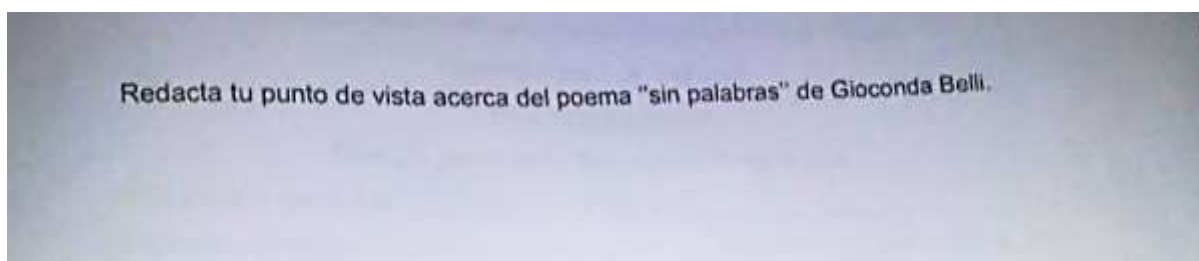 Redacta tu punto de vista acerca del poema "sin palabras" de Gioconda Belli.